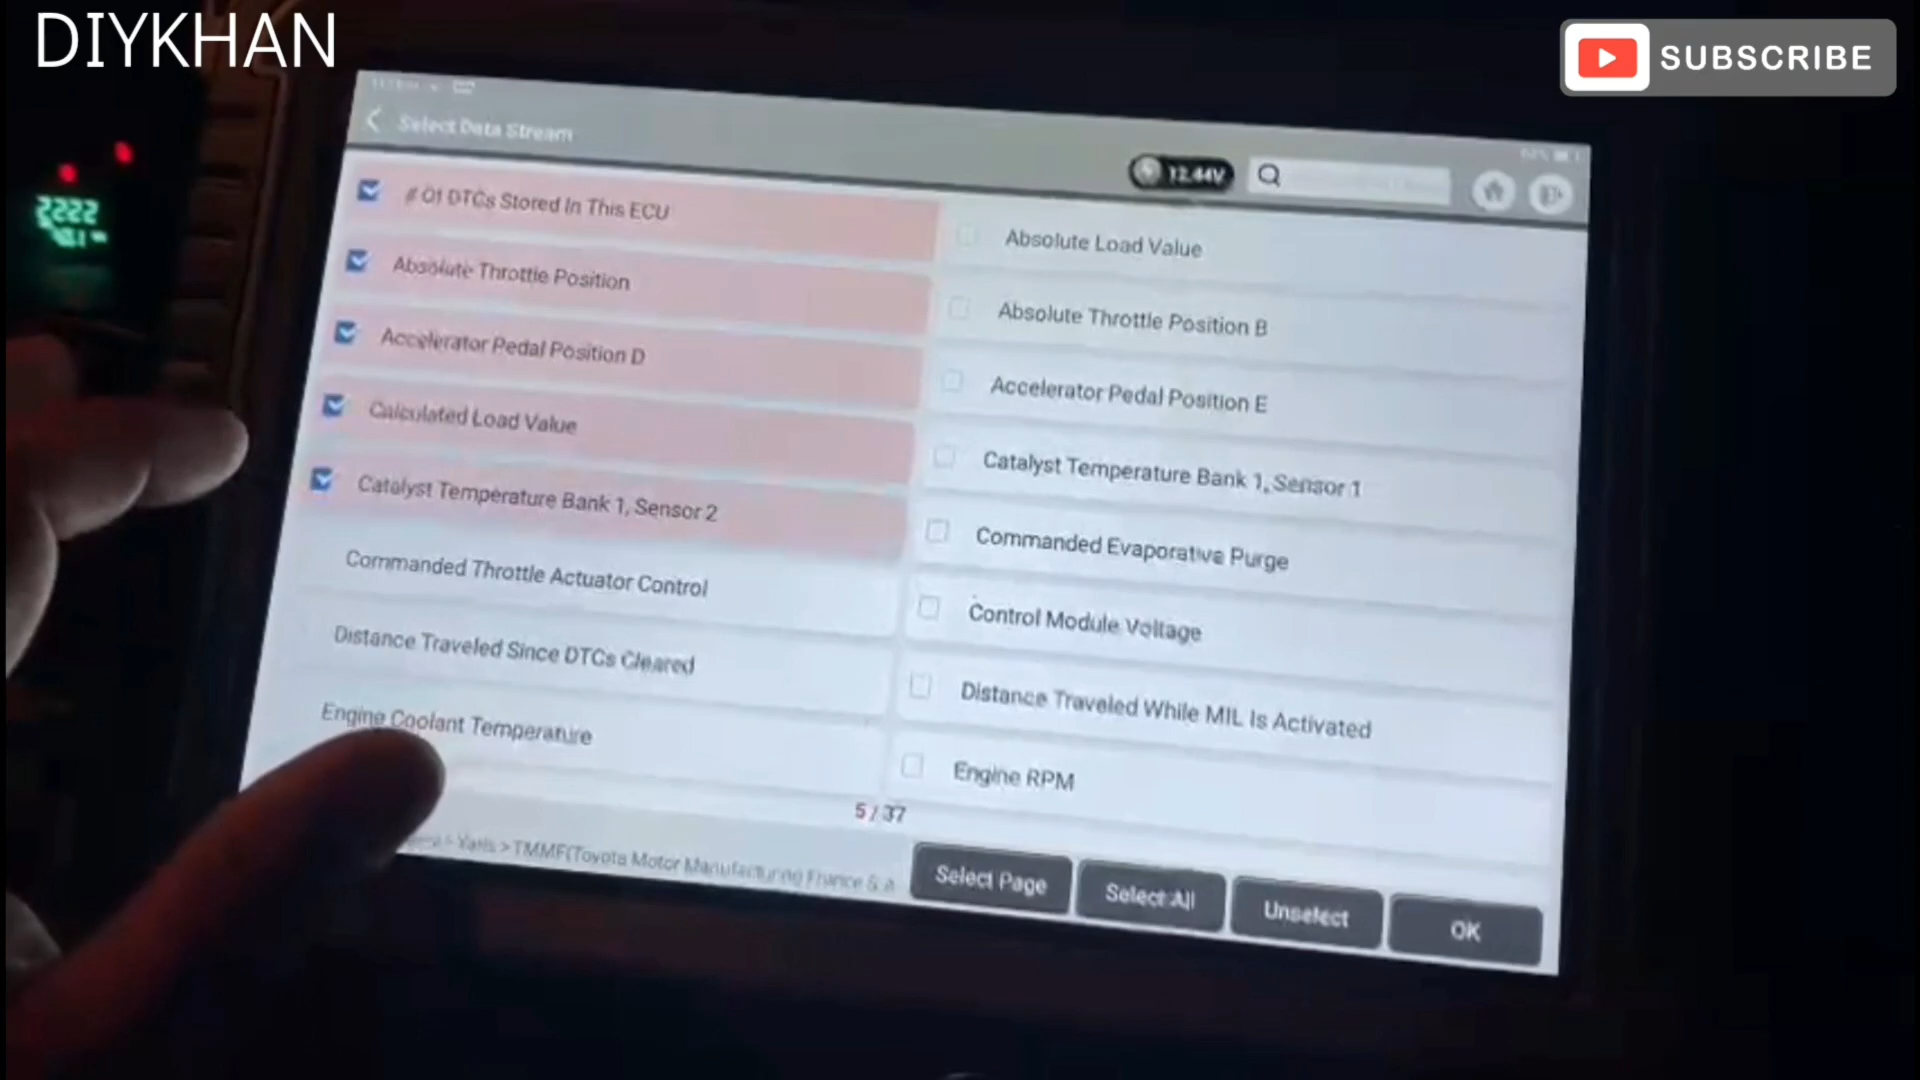 DIYKHAN
SUBSCRIBE
Select Data Stream
12.44V
# Of DTCs Stored In This ECU
Absolute Load Value
Absolute Throttle Position
Absolute Throttle Position B
Accelerator Pedal Position D
Accelerator Pedal Position E
Calculated Load Value
Catalyst Temperature Bank 1, Sensor 1
Catalyst Temperature Bank 1, Sensor 2
Commanded Evaporative Purge
Commanded Throttle Actuator Control
Control Module Voltage
Distance Traveled Since DTCs Cleared
Distance Traveled While MIL Is Activated
Engine Coolant Temperature
Engine RPM
5 / 37
> Yaris > TMMF(Toyota Motor Manufacturing France &
Select Page
Select All
Unselect
OK